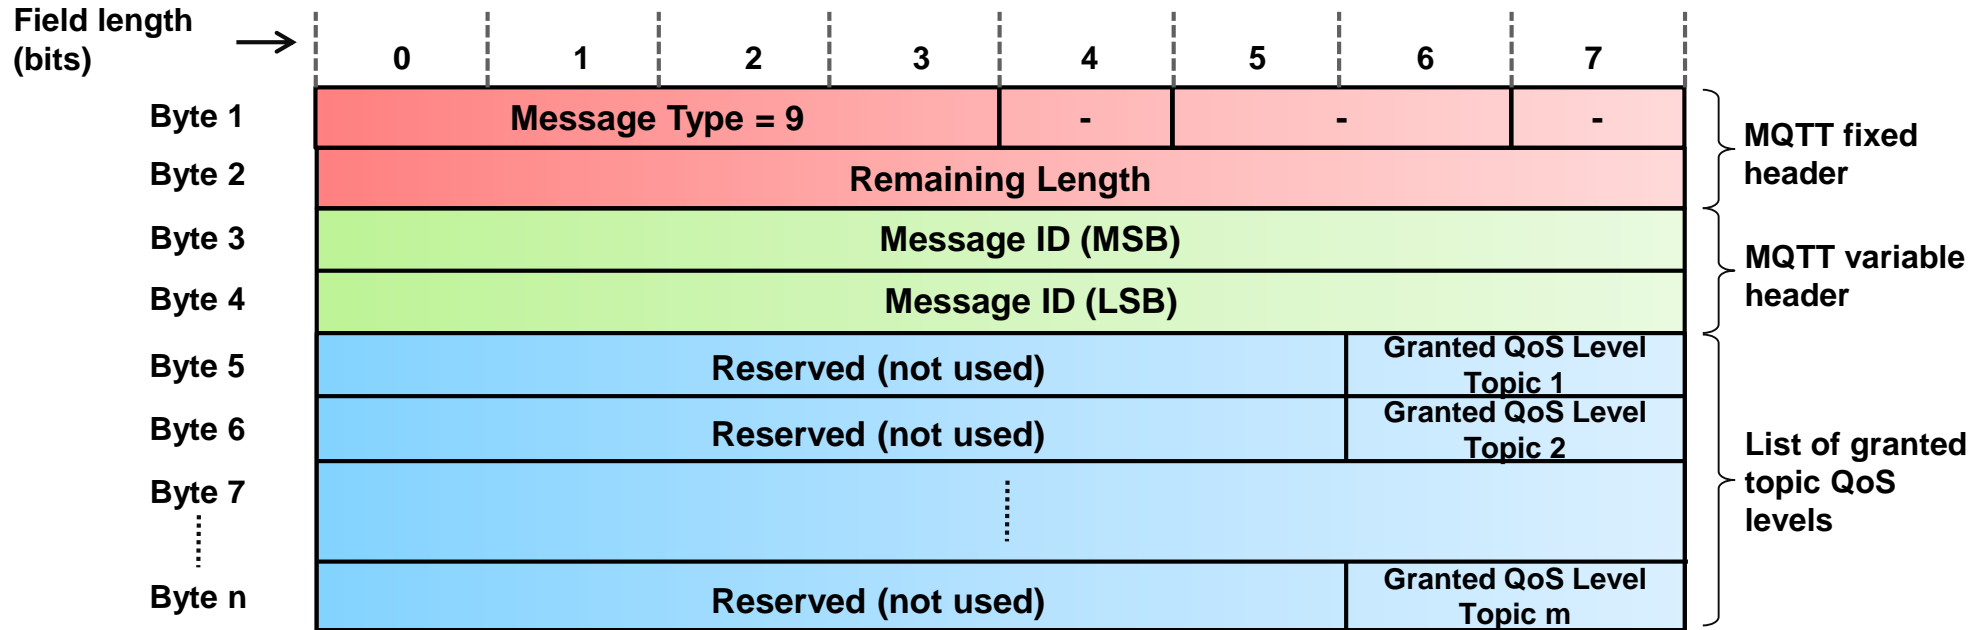 Field length
(bits)
0 1 2 3 4 5 6 7
Byte 1
Message Type = 9
- - -
MQTT fixed
header
Byte 2
Remaining Length
Byte 3
Message ID (MSB)
MQTT variable
header
Byte 4
Message ID (LSB)
Byte 5
Reserved (not used)
Granted QoS Level
Topic 1
Byte 6
Reserved (not used)
Granted QoS Level
Topic 2
List of granted
topic QoS
levels
Byte 7
Byte n
Reserved (not used)
Granted QoS Level
Topic m